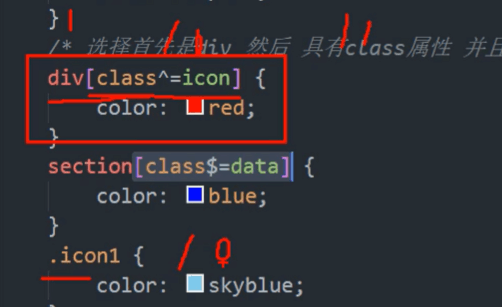 }
/* 选择首先是div 然后 具有class属性 并且
div[class^=icon] {
color: red;
}
section[class$=data] {
color: blue;
}
.icon1 {
color: skyblue;